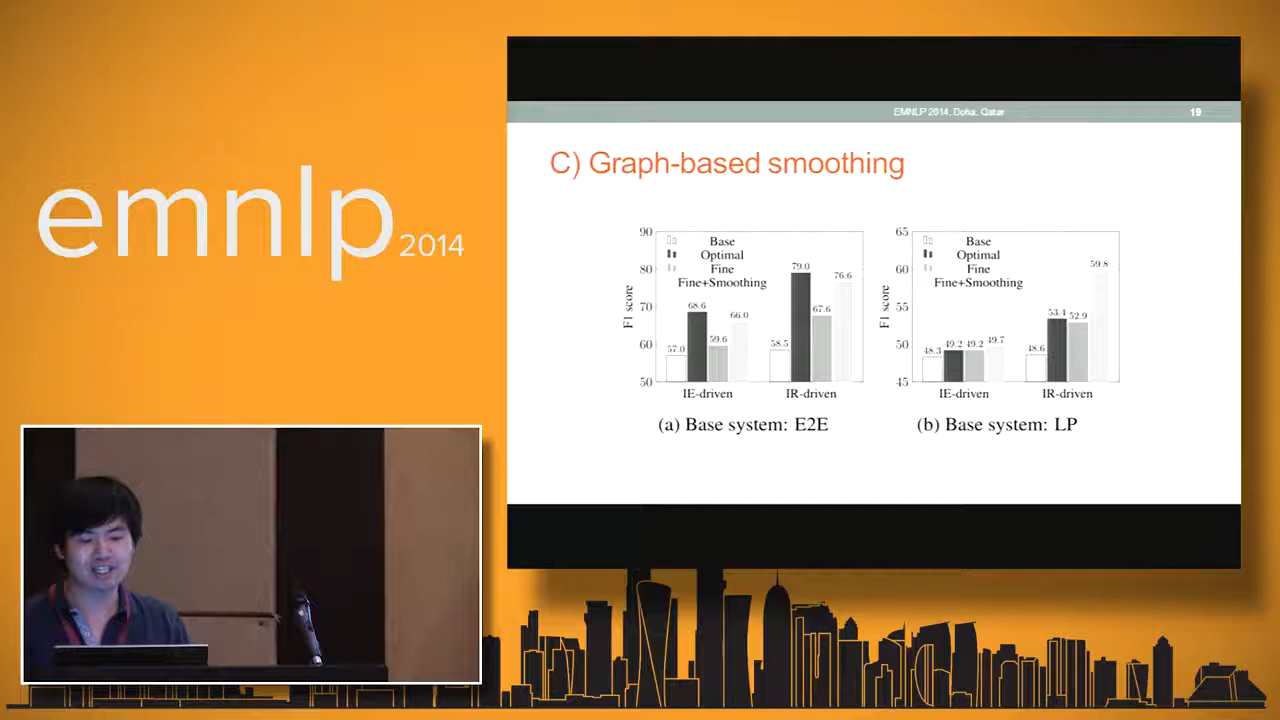 emnlp 2014
EMNLP 2014, Doha, Qatar
19
C) Graph-based smoothing
90
80
70
60
50
F1 score
Base
Optimal
Fine
Fine+Smoothing
57.0
68.6
59.6
66.0
58.5
79.0
67.6
76.6
IE-driven
IR-driven
(a) Base system: E2E
65
60
55
50
45
F1 score
Base
Optimal
Fine
Fine+Smoothing
48.3
49.2
49.2
49.7
48.6
53.4
52.9
59.8
IE-driven
IR-driven
(b) Base system: LP